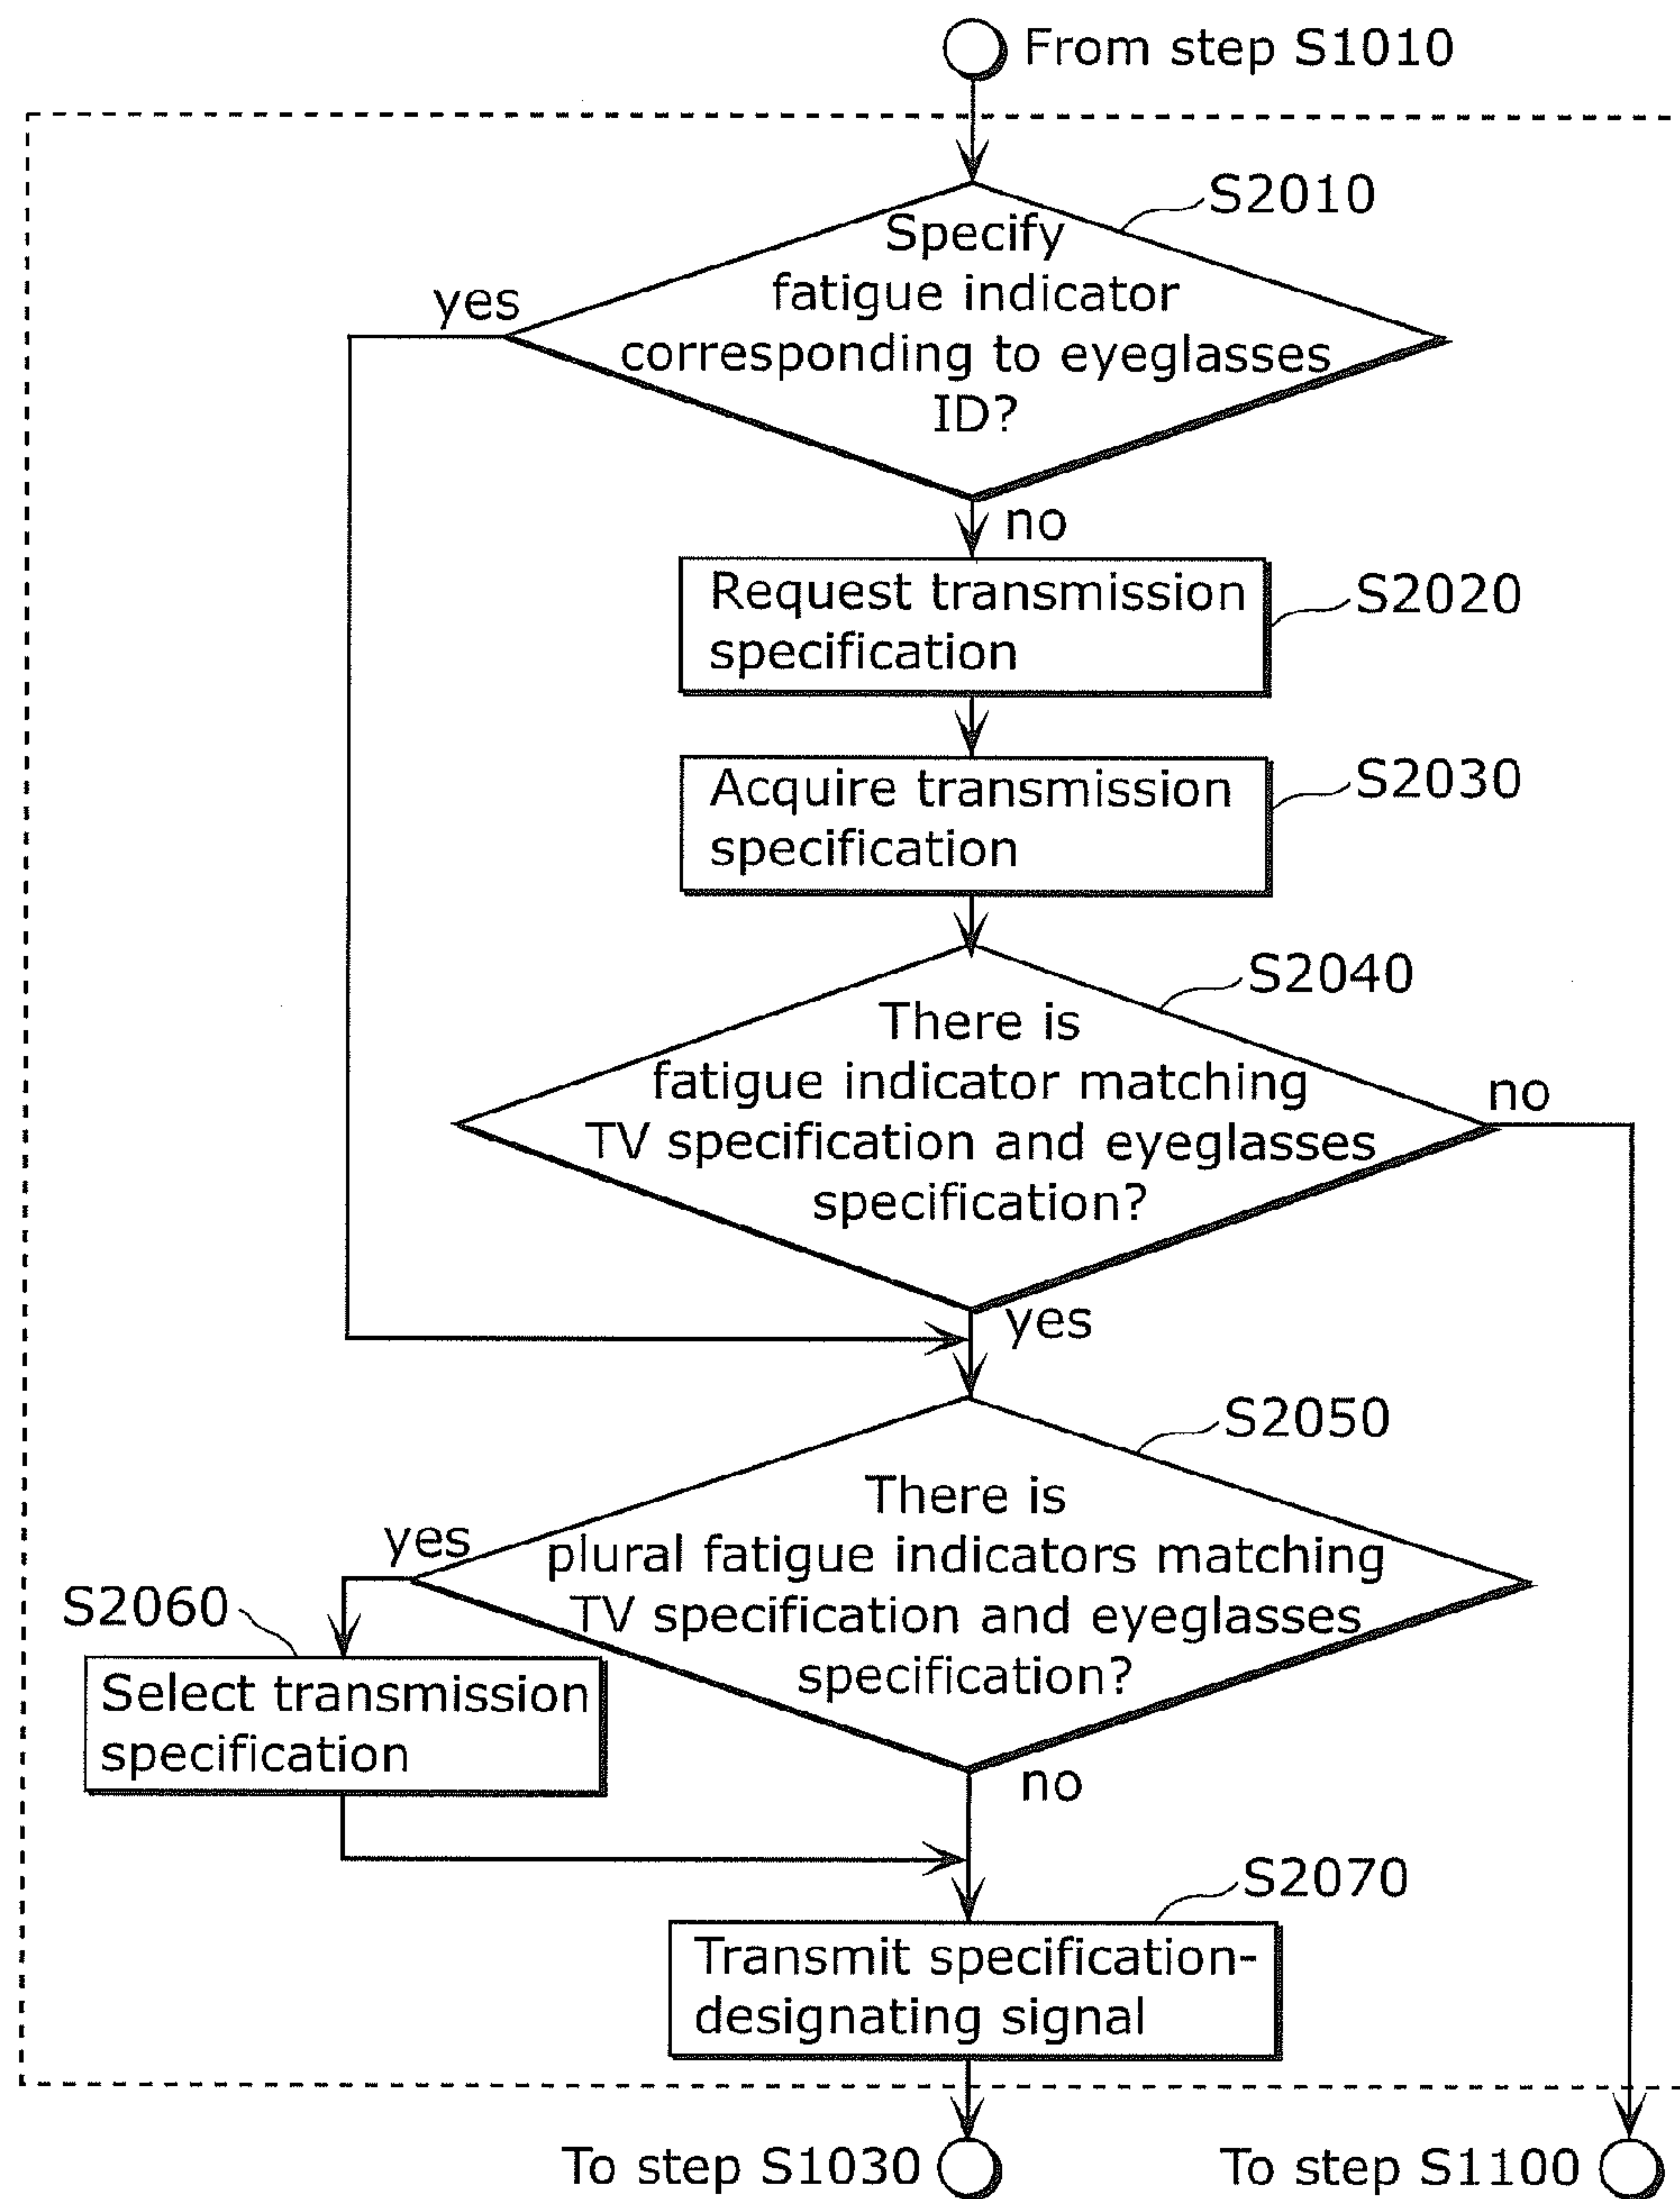 From step S1010
S2010
Specify
fatigue indicator
corresponding to eyeglasses
ID?
yes
no
Request transmission
specification
S2020
Acquire transmission
specification
S2030
S2040
There is
fatigue indicator matching
TV specification and eyeglasses
specification?
no
yes
S2050
There is
plural fatigue indicators matching
TV specification and eyeglasses
specification?
yes
S2060
Select transmission
specification
no
S2070
Transmit specification-
designating signal
To step S1030
To step S1100